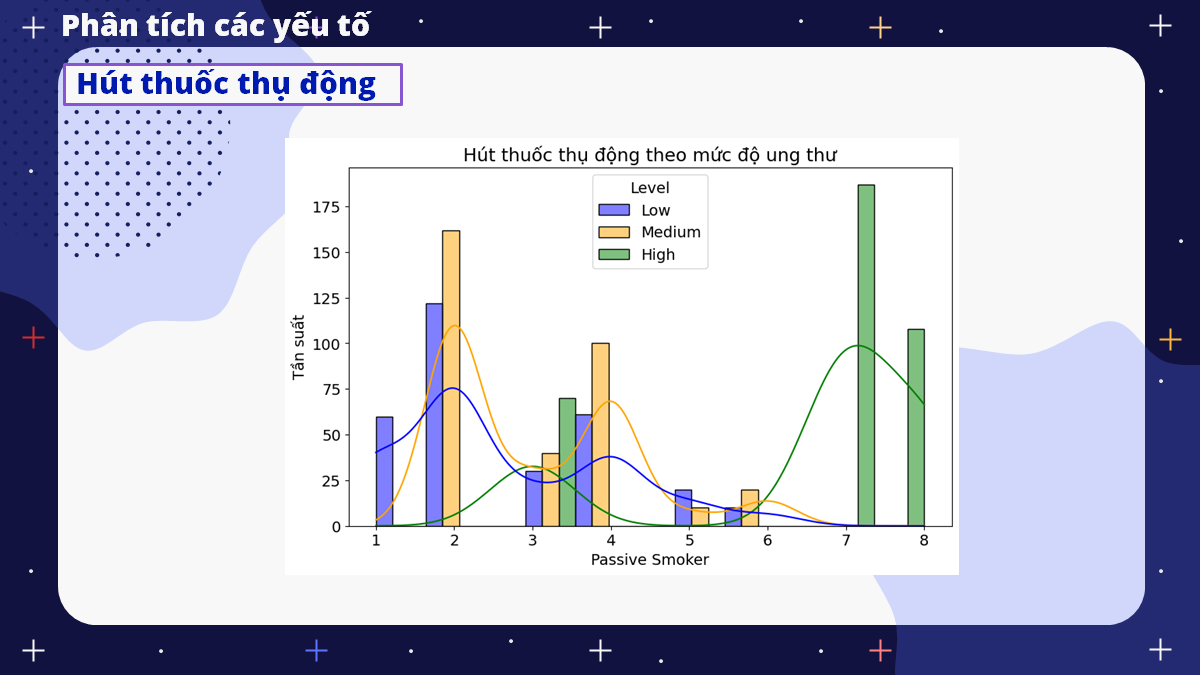 Phân tích các yếu tố
Hút thuốc thụ động
Hút thuốc thụ động theo mức độ ung thư
Level
Low
Medium
High
175
150
125
100
75
50
25
0
Tần suất
1 2 3 4 5 6 7 8
Passive Smoker